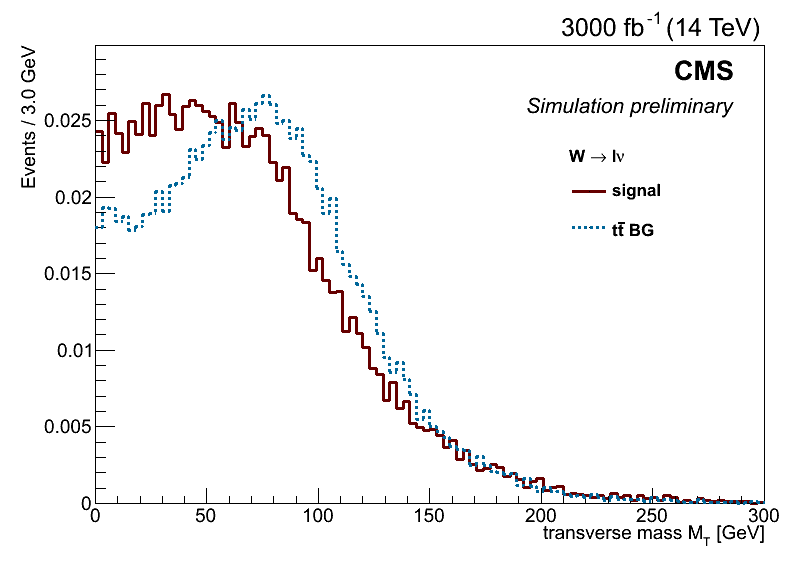 3000 fb⁻¹ (14 TeV)
CMS
Simulation preliminary
W → lν
signal
tt̄ BG
Events / 3.0 GeV
0.025
0.02
0.015
0.01
0.005
0
0 50 100 150 200 250 300
transverse mass M_T [GeV]